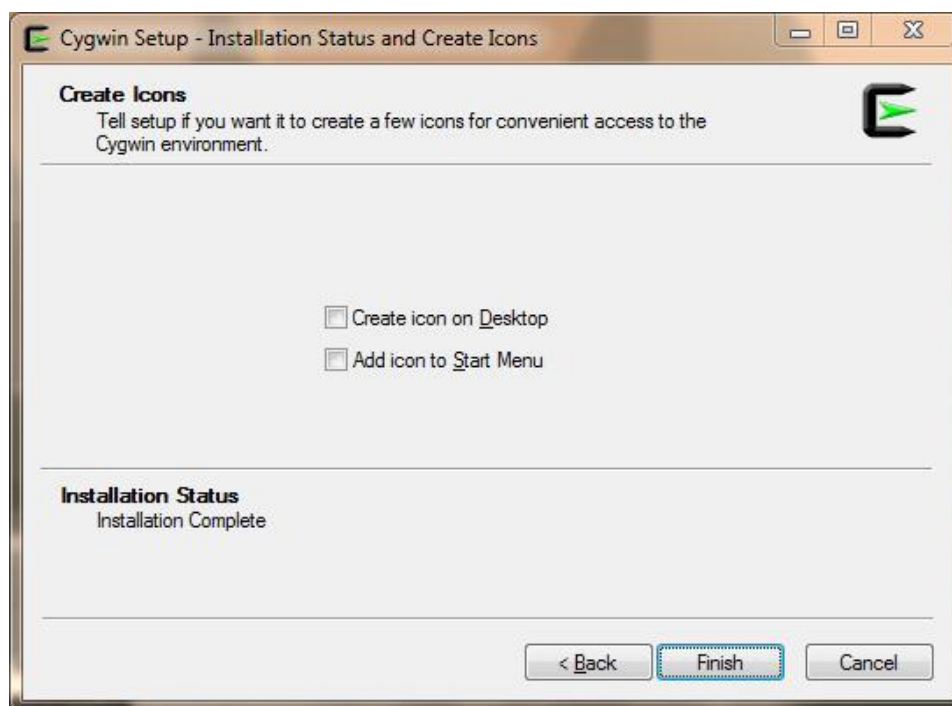 Cygwin Setup - Installation Status and Create Icons
Create Icons
Tell setup if you want it to create a few icons for convenient access to the
Cygwin environment.
Create icon on Desktop
Add icon to Start Menu
Installation Status
Installation Complete
< Back Finish Cancel